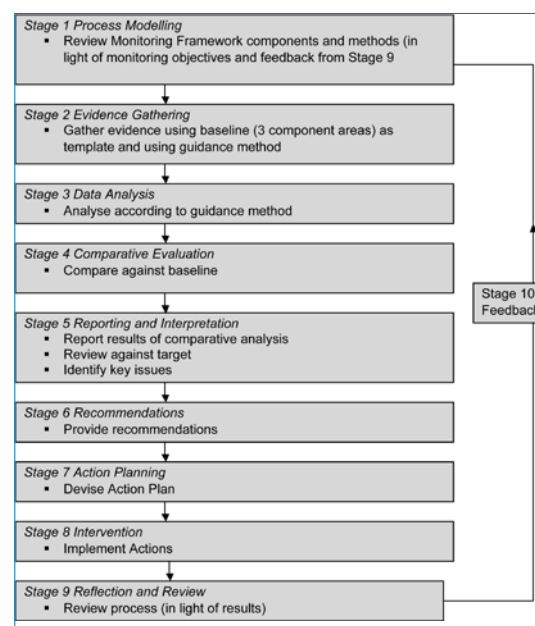 Stage 1 Process Modelling
▪ Review Monitoring Framework components and methods (in
light of monitoring objectives and feedback from Stage 9
Stage 2 Evidence Gathering
▪ Gather evidence using baseline (3 component areas) as
template and using guidance method
Stage 3 Data Analysis
▪ Analyse according to guidance method
Stage 4 Comparative Evaluation
▪ Compare against baseline
Stage 5 Reporting and Interpretation
▪ Report results of comparative analysis
▪ Review against target
▪ Identify key issues
Stage 6 Recommendations
▪ Provide recommendations
Stage 7 Action Planning
▪ Devise Action Plan
Stage 8 Intervention
▪ Implement Actions
Stage 9 Reflection and Review
▪ Review process (in light of results)
Stage 10
Feedback